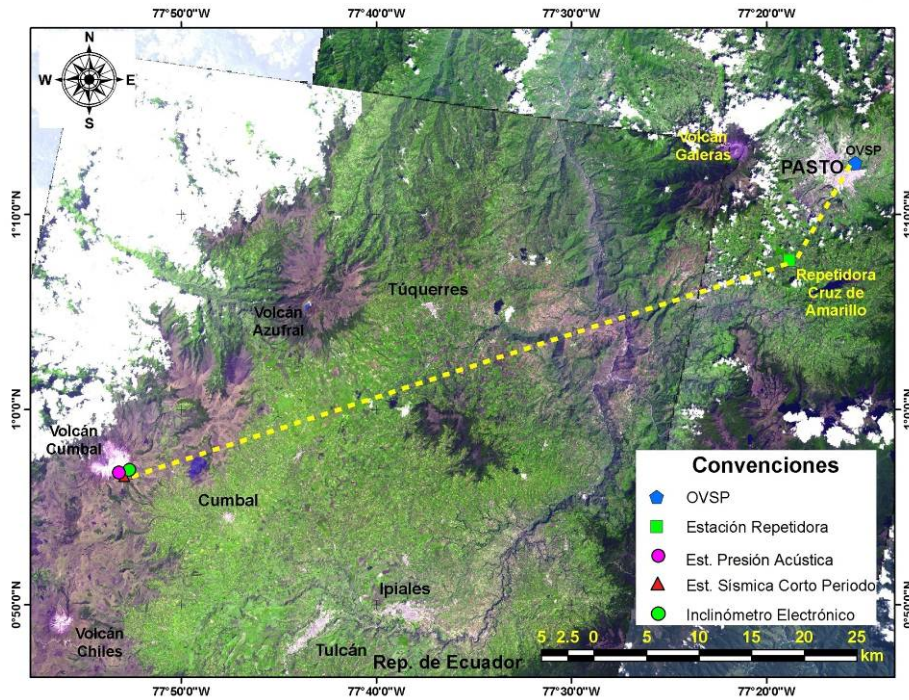 77°50'0"W
77°40'0"W
77°30'0"W
77°20'0"W
N
W
E
S
1°10'0"N
1°0'0"N
0°50'0"N
1°10'0"N
1°0'0"N
0°50'0"N
Volcán
Galeras
OVSP
PASTO
Repetidora
Cruz de
Amarillo
Túquerres
Volcán
Azufral
Volcán
Cumbal
Cumbal
Ipiales
Volcán
Chiles
Tulcán
Rep. de Ecuador
Convenciones
OVSP
Estación Repetidora
Est. Presión Acústica
Est. Sísmica Corto Periodo
Inclinómetro Electrónico
5 2.5 0 5 10 15 20 25
km
77°50'0"W
77°40'0"W
77°30'0"W
77°20'0"W